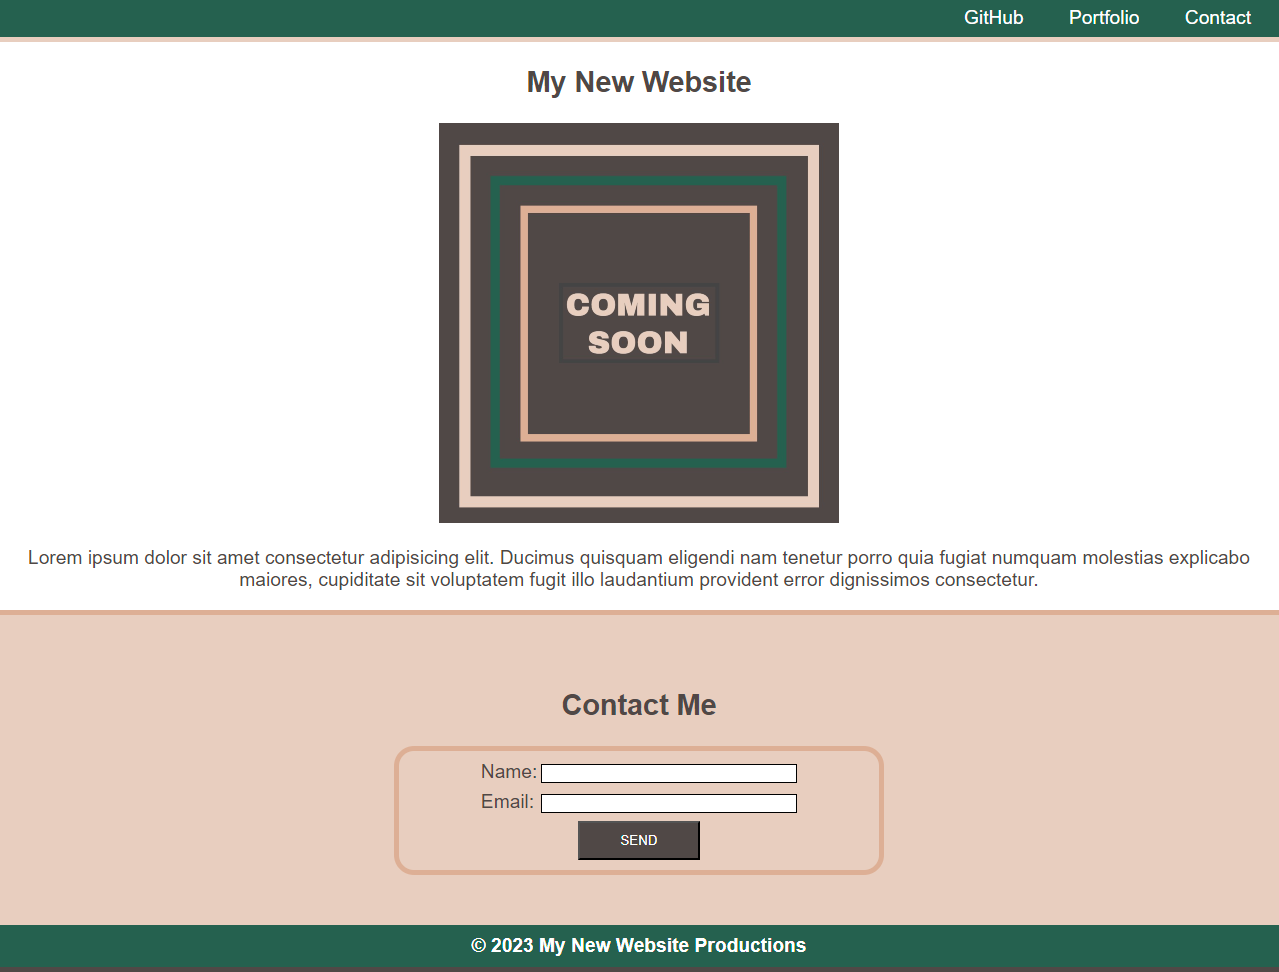 GitHub Portfolio Contact
My New Website
COMING
SOON
Lorem ipsum dolor sit amet consectetur adipisicing elit. Ducimus quisquam eligendi nam tenetur porro quia fugiat numquam molestias explicabo
maiores, cupiditate sit voluptatem fugit illo laudantium provident error dignissimos consectetur.
Contact Me
Name:
Email:
SEND
© 2023 My New Website Productions